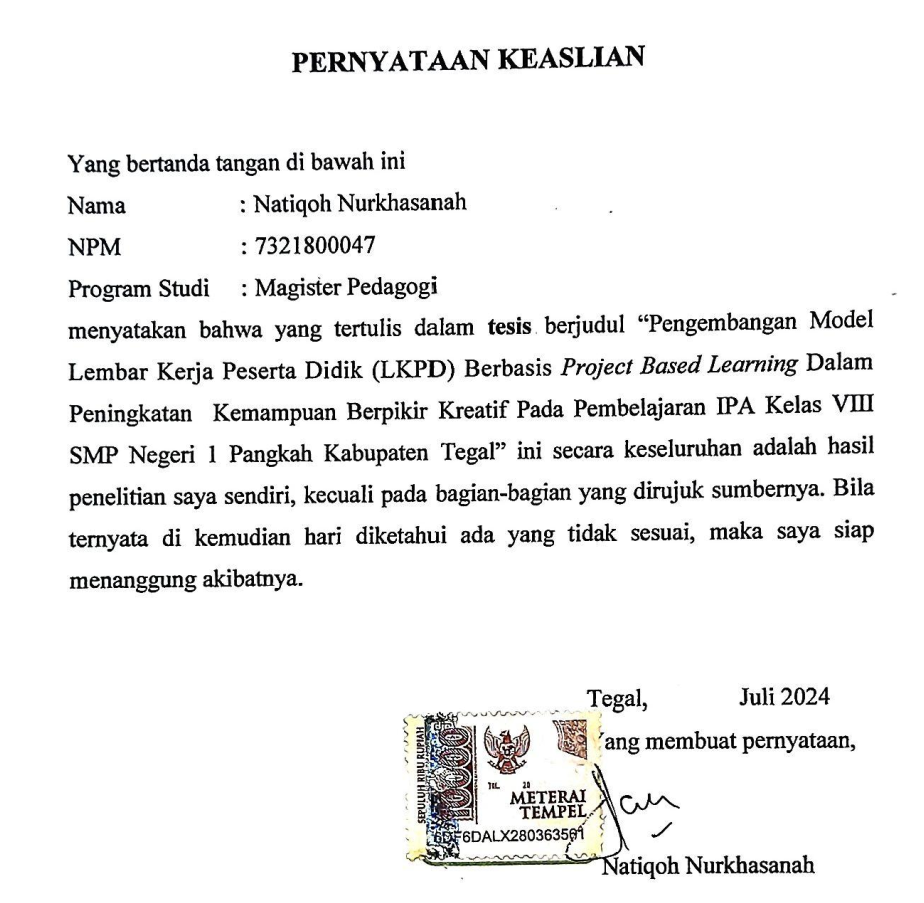 PERNYATAAN KEASLIAN
Yang bertanda tangan di bawah ini
Nama : Natiqoh Nurkhasanah
NPM : 7321800047
Program Studi : Magister Pedagogi
menyatakan bahwa yang tertulis dalam tesis berjudul “Pengembangan Model
Lembar Kerja Peserta Didik (LKPD) Berbasis Project Based Learning Dalam
Peningkatan Kemampuan Berpikir Kreatif Pada Pembelajaran IPA Kelas VIII
SMP Negeri 1 Pangkah Kabupaten Tegal” ini secara keseluruhan adalah hasil
penelitian saya sendiri, kecuali pada bagian-bagian yang dirujuk sumbernya. Bila
ternyata di kemudian hari diketahui ada yang tidak sesuai, maka saya siap
menanggung akibatnya.
Tegal, Juli 2024
Yang membuat pernyataan,
SEPULUH RIBU RUPIAH
10000
TGL. 20
METERAI
TEMPEL
Natiqoh Nurkhasanah